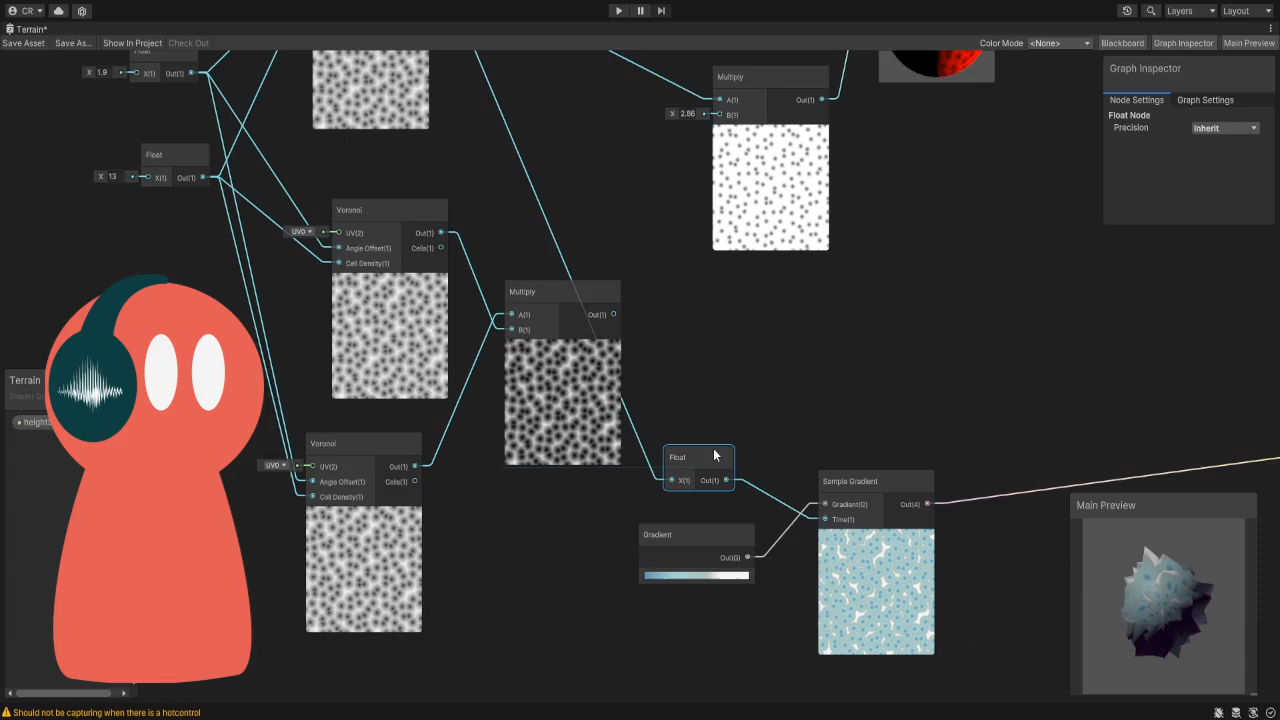 CR
Layers
Layout
Terrain*
Save Asset Save As... Show In Project Check Out
Color Mode <None> Blackboard Graph Inspector Main Preview
X 1.9 X(1) Out(1)
Float
X 13 X(1) Out(1)
Multiply
A(1) Out(1)
X 2.86 B(1)
Graph Inspector
Node Settings Graph Settings
Float Node
Precision Inherit
Voronoi
UV0 UV(2) Out(1)
Angle Offset(1) Cells(1)
Cell Density(1)
Multiply
A(1) Out(1)
B(1)
Terrain
Voronoi
UV0 UV(2) Out(1)
Angle Offset(1) Cells(1)
Cell Density(1)
Float
X(1) Out(1)
Gradient
Out(G)
Sample Gradient
Gradient(G) Out(4)
Time(1)
Main Preview
Should not be capturing when there is a hotcontrol